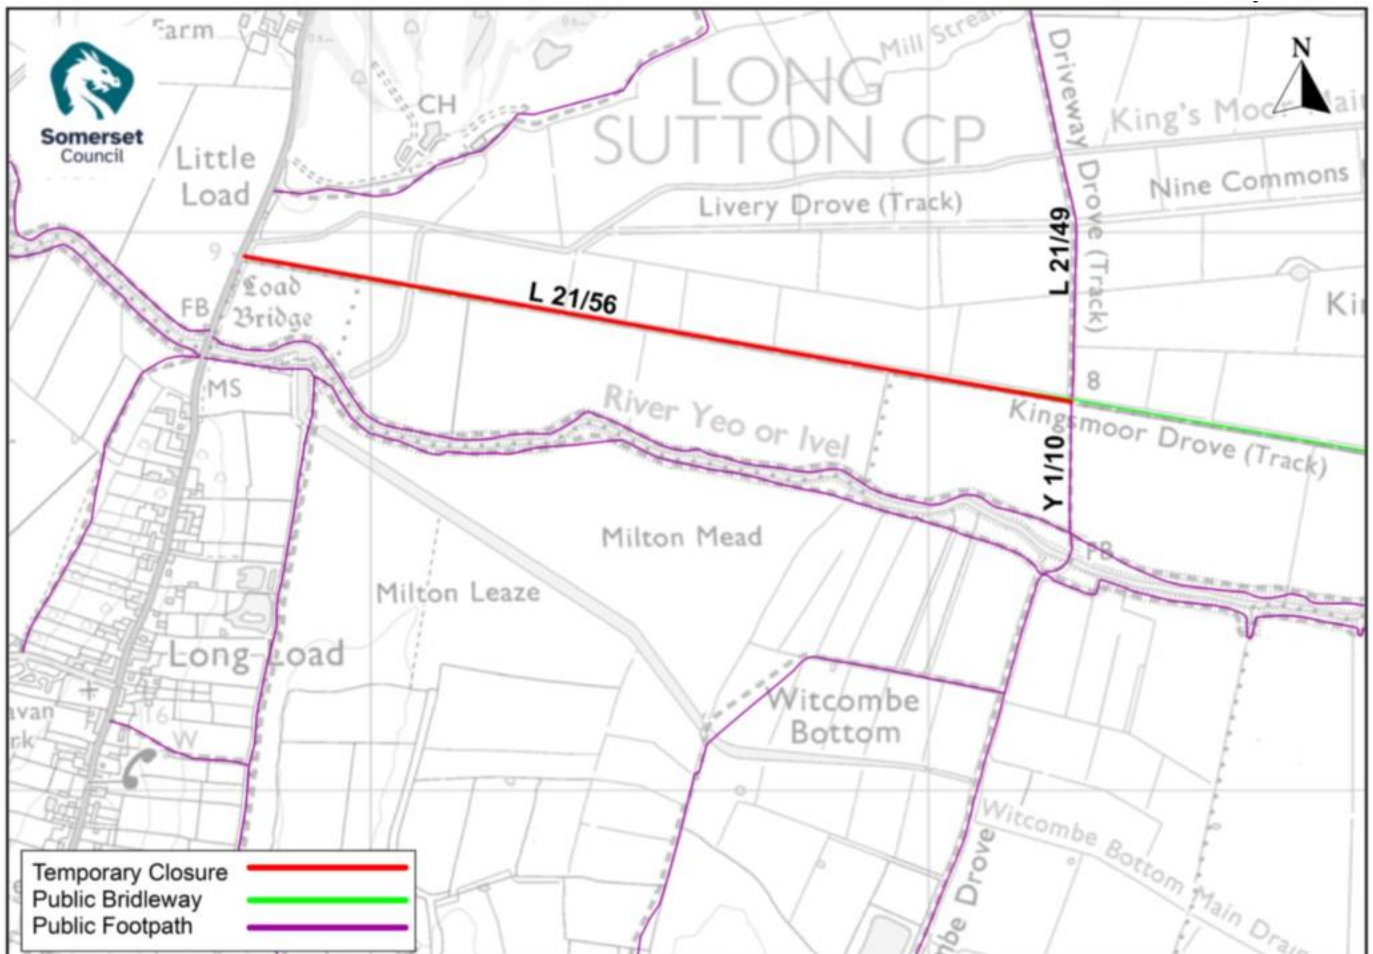 Farm
Mill Stream
N
Somerset
Council
CH
LONG
SUTTON CP
Driveway Drove (Track)
King's Moor Main
Little
Load
Nine Commons
Livery Drove (Track)
L 21/49
9
Load
Bridge
FB
L 21/56
MS
8
River Yeo or Ivel
Kingsmoor Drove (Track)
Y 1/10
Milton Mead
FB
Milton Leaze
Long Load
Witcombe
Bottom
16
W
Witcombe Bottom Main Drain
Drove
Temporary Closure
Public Bridleway
Public Footpath